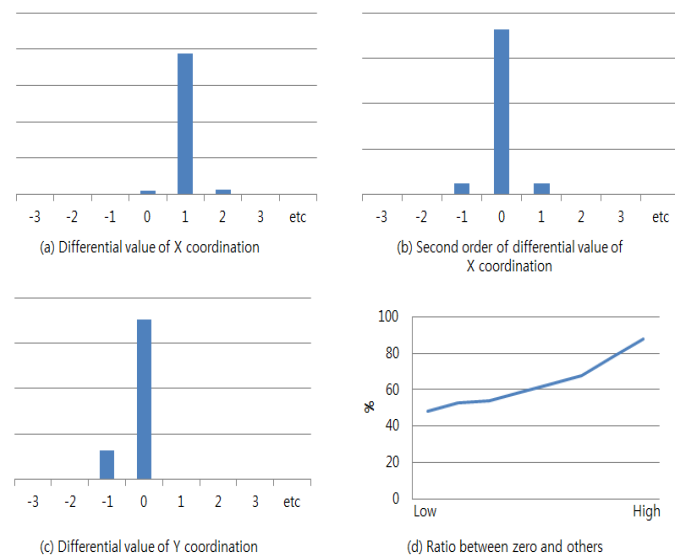 -3 -2 -1 0 1 2 3 etc
(a) Differential value of X coordination
-3 -2 -1 0 1 2 3 etc
(b) Second order of differential value of
X coordination
-3 -2 -1 0 1 2 3 etc
(c) Differential value of Y coordination
100
80
60
40
20
0
%
Low High
(d) Ratio between zero and others